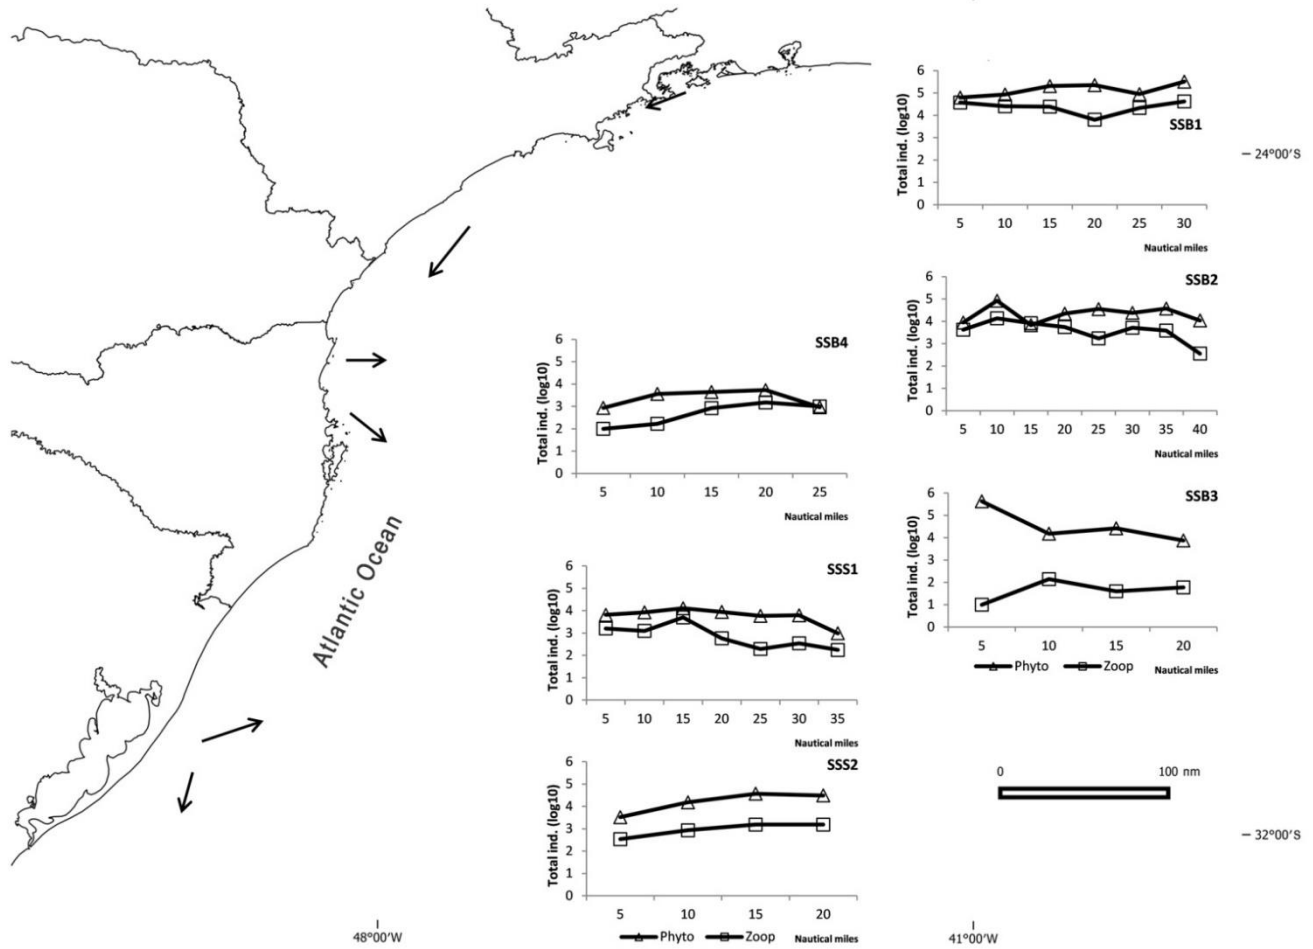 6
5
4
3
2
1
0
Total ind. (log10)
SSB1
5 10 15 20 25 30
Nautical miles
– 24°00'S
6
5
4
3
2
1
0
Total ind. (log10)
SSB2
5 10 15 20 25 30 35 40
Nautical miles
6
5
4
3
2
1
0
Total ind. (log10)
SSB4
5 10 15 20 25
Nautical miles
6
5
4
3
2
1
0
Total ind. (log10)
SSB3
5 10 15 20
Phyto Zoop Nautical miles
Atlantic Ocean
6
5
4
3
2
1
0
Total ind. (log10)
SSS1
5 10 15 20 25 30 35
Nautical miles
6
5
4
3
2
1
0
Total ind. (log10)
SSS2
5 10 15 20
Phyto Zoop Nautical miles
0 100 nm
– 32°00'S
48°00'W
41°00'W